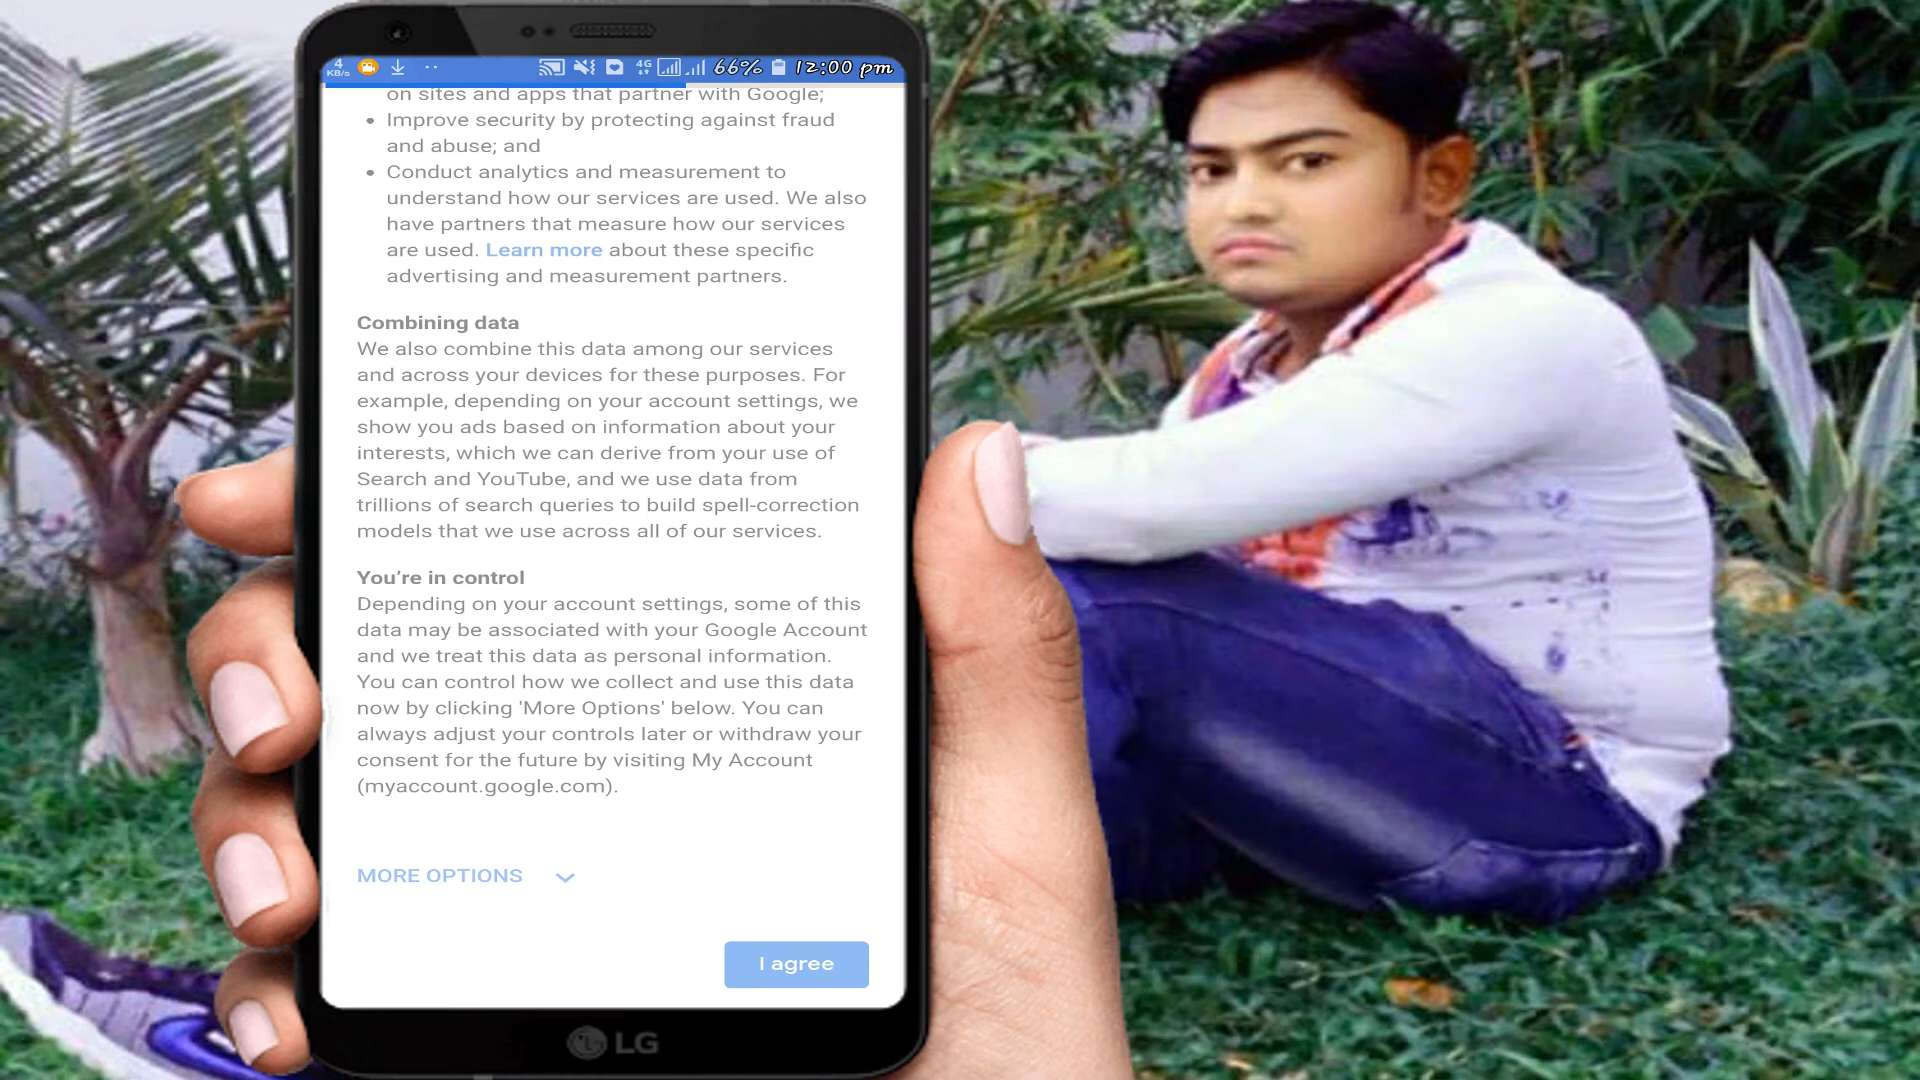 4
KB/s
4G
66%
12:00 pm
on sites and apps that partner with Google;
• Improve security by protecting against fraud
and abuse; and
• Conduct analytics and measurement to
understand how our services are used. We also
have partners that measure how our services
are used. Learn more about these specific
advertising and measurement partners.
Combining data
We also combine this data among our services
and across your devices for these purposes. For
example, depending on your account settings, we
show you ads based on information about your
interests, which we can derive from your use of
Search and YouTube, and we use data from
trillions of search queries to build spell-correction
models that we use across all of our services.
You’re in control
Depending on your account settings, some of this
data may be associated with your Google Account
and we treat this data as personal information.
You can control how we collect and use this data
now by clicking 'More Options' below. You can
always adjust your controls later or withdraw your
consent for the future by visiting My Account
(myaccount.google.com).
MORE OPTIONS
I agree
LG